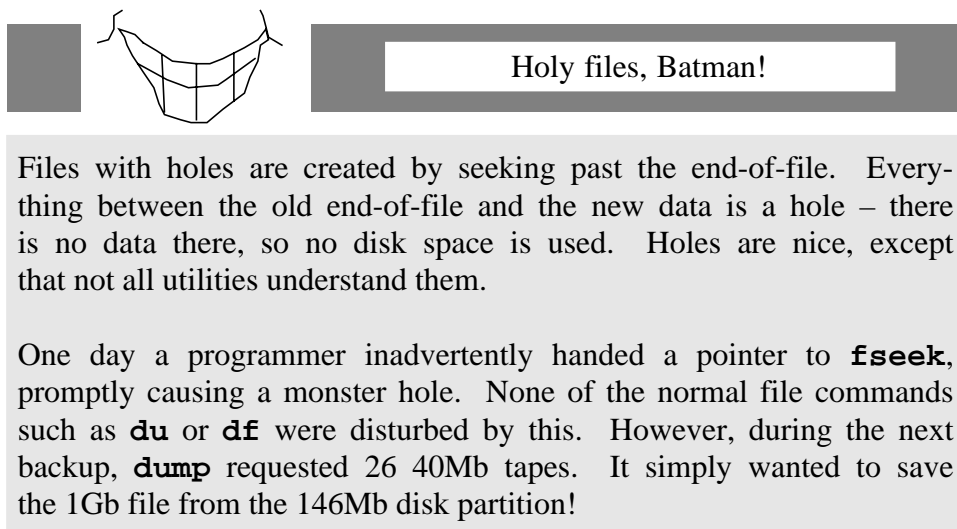 Holy files, Batman!
Files with holes are created by seeking past the end-of-file. Every-
thing between the old end-of-file and the new data is a hole – there
is no data there, so no disk space is used. Holes are nice, except
that not all utilities understand them.
One day a programmer inadvertently handed a pointer to fseek,
promptly causing a monster hole. None of the normal file commands
such as du or df were disturbed by this. However, during the next
backup, dump requested 26 40Mb tapes. It simply wanted to save
the 1Gb file from the 146Mb disk partition!